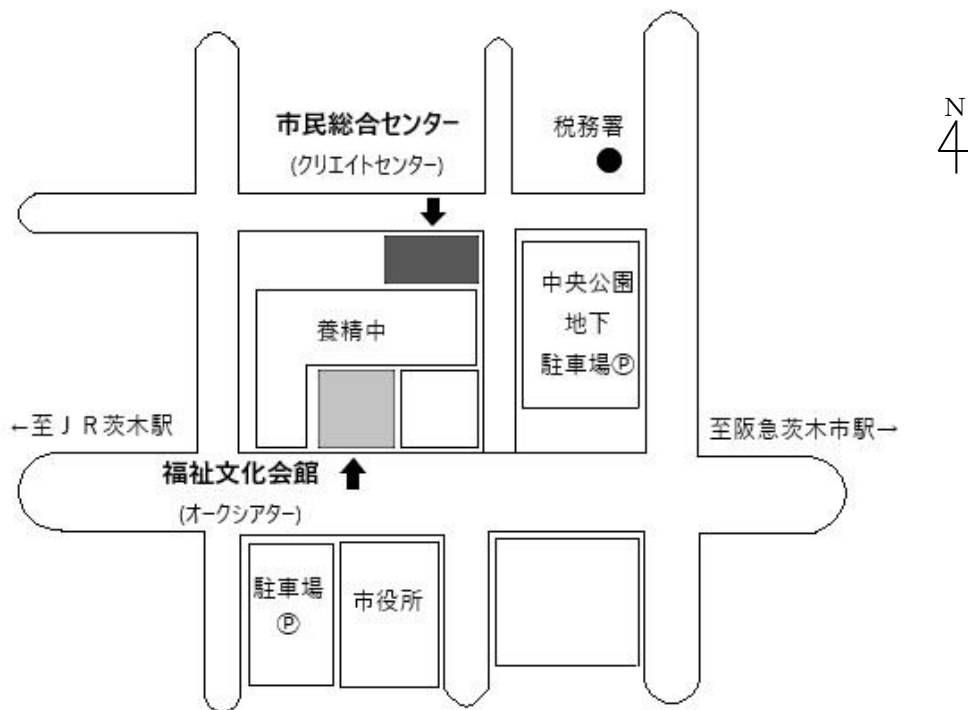 N
市民総合センター
(クリエイトセンター)
税務署
中央公園
地下
駐車場Ⓟ
養精中
←至ＪＲ茨木駅
至阪急茨木市駅→
福祉文化会館
(オークシアター)
駐車場
Ⓟ
市役所